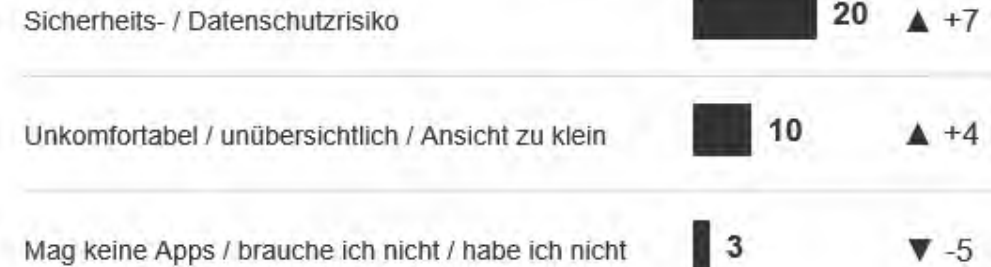 Sicherheits- / Datenschutzrisiko 20 ▲ +7
Unkomfortabel / unübersichtlich / Ansicht zu klein 10 ▲ +4
Mag keine Apps / brauche ich nicht / habe ich nicht 3 ▼ -5